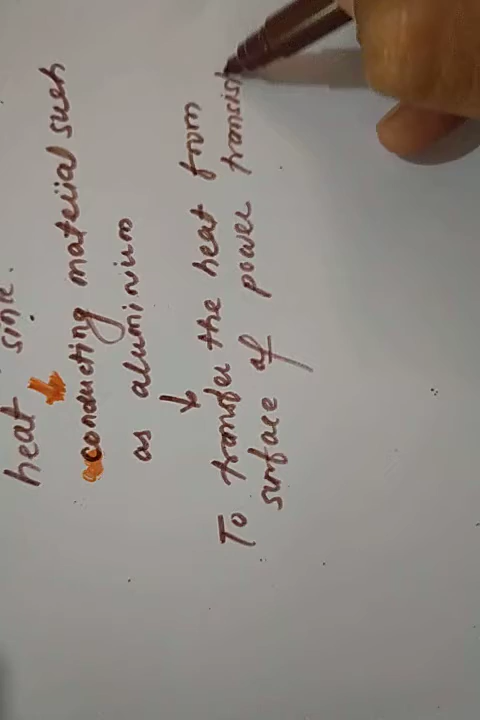 heat sink.
conducting material such
as aluminium
To transfer the heat from
surface of power transist